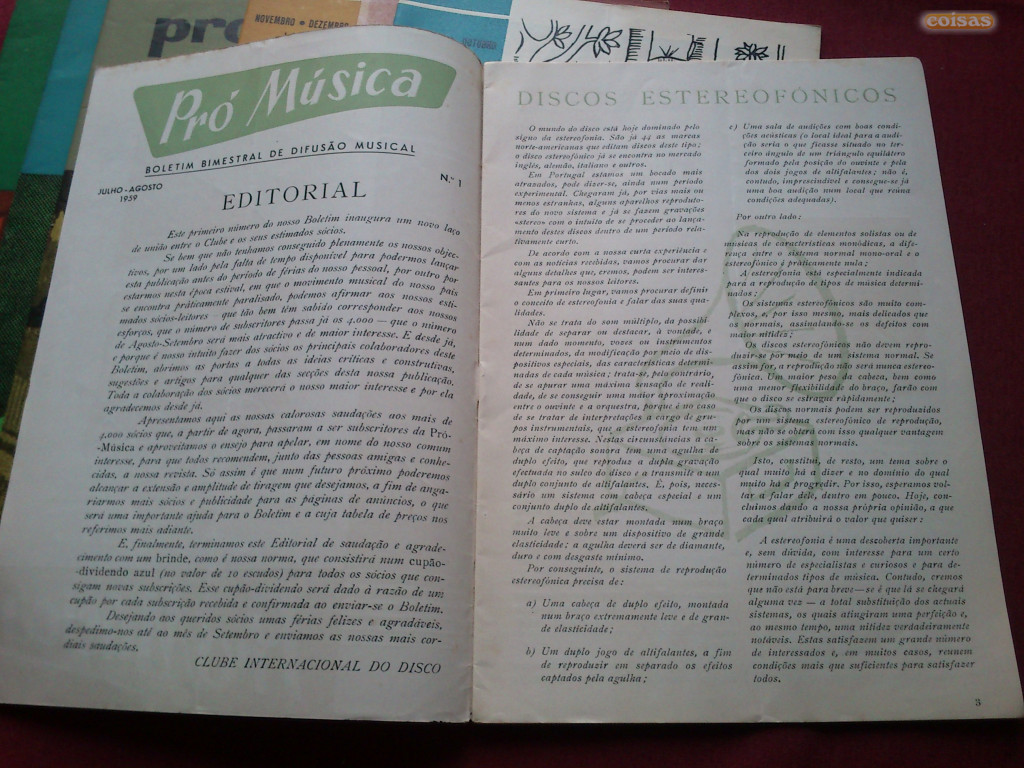 coisas
pro
NOVEMBRO • DEZEMBRO
Pró Música
BOLETIM BIMESTRAL DE DIFUSÃO MUSICAL
JULHO-AGOSTO
1959
N.º 1
EDITORIAL
Este primeiro número do nosso Boletim inaugura um novo laço
de união entre o Clube e os seus estimados sócios.
Se bem que não tenhamos conseguido plenamente os nossos objec-
tivos, por um lado pela falta de tempo disponível para podermos lançar
esta publicação antes do período de férias do nosso pessoal, por outro por
estarmos nesta época estival, em que o movimento musical do nosso país
se encontra pràticamente paralisado, podemos afirmar aos nossos esti-
mados sócios-leitores — que tão bem têm sabido corresponder aos nossos
esforços, que o número de subscritores passa já os 4.000 — que o número
de Agosto-Setembro será mais atractivo e de maior interesse. E desde já,
e porque é nosso intuito fazer dos sócios os principais colaboradores deste
Boletim, abrimos as portas a todas as ideias críticas e construtivas,
sugestões e artigos para qualquer das secções desta nossa publicação.
Toda a colaboração dos sócios merecerá o nosso maior interesse e por ela
agradecemos desde já.
Apresentamos aqui as nossas calorosas saudações aos mais de
4.000 sócios que, a partir de agora, passaram a ser subscritores da Pró-
-Música e aproveitamos o ensejo para apelar, em nome do nosso comum
interesse, para que todos recomendem, junto das pessoas amigas e conhe-
cidas, a nossa revista. Só assim é que num futuro próximo poderemos
alcançar a extensão e amplitude de tiragem que desejamos, a fim de anga-
riarmos mais sócios e publicidade para as páginas de anúncios, o que
será uma importante ajuda para o Boletim e a cuja tabela de preços nos
referimos mais adiante.
E, finalmente, terminamos este Editorial de saudação e agrade-
cimento com um brinde, como é nossa norma, que consistirá num cupão-
-dividendo azul (no valor de 10 escudos) para todos os sócios que con-
sigam novas subscrições. Esse cupão-dividendo será dado à razão de um
cupão por cada subscrição recebida e confirmada ao enviar-se o Boletim.
Desejando aos queridos sócios umas férias felizes e agradáveis,
despedimo-nos até ao mês de Setembro e enviamos as nossas mais cor-
diais saudações.
CLUBE INTERNACIONAL DO DISCO
DISCOS ESTEREOFÓNICOS
O mundo do disco está hoje dominado pelo
signo da estereofonia. São já 44 as marcas
norte-americanas que editam discos deste tipo;
o disco estereofónico já se encontra no mercado
inglês, alemão, italiano e outros.
Em Portugal estamos um bocado mais
atrazados, pode dizer-se, ainda num período
experimental. Chegaram já, por vias mais ou
menos estranhas, alguns aparelhos reproduto-
res do novo sistema e já se fazem gravações
«stereo» com o intuito de se proceder ao lança-
mento destes discos dentro de um período rela-
tivamente curto.
De acordo com a nossa curta experiência e
com as notícias recebidas, vamos procurar dar
alguns detalhes que, cremos, podem ser interes-
santes para os nossos leitores.
Em primeiro lugar, vamos procurar definir
o conceito de estereofonia e falar das suas quali-
dades.
Não se trata do som múltiplo, da possibi-
lidade de separar ou destacar, à vontade, e
num dado momento, vozes ou instrumentos
determinados, da modificação por meio de dis-
positivos especiais, das características determi-
nadas de cada música; trata-se, pelo contrário,
de se apurar uma máxima sensação de reali-
dade, de se conseguir uma maior aproximação
entre o ouvinte e a orquestra, porque é no caso
de se tratar de interpretações a cargo de gru-
pos instrumentais, que a estereofonia tem um
máximo interesse. Nestas circunstâncias a ca-
beça de captação sonora tem uma agulha de
duplo efeito, que reproduz a dupla gravação
efectuada no sulco do disco e a transmite a um
duplo conjunto de altifalantes. É, pois, neces-
sário um sistema com cabeça especial e um
conjunto duplo de altifalantes.
A cabeça deve estar montada num braço
muito leve e sobre um dispositivo de grande
elasticidade; a agulha deverá ser de diamante,
duro e com desgaste mínimo.
Por conseguinte, o sistema de reprodução
estereofónica precisa de:
a) Uma cabeça de duplo efeito, montada
num braço extremamente leve e de gran-
de elasticidade;
b) Um duplo jogo de altifalantes, a fim
de reproduzir em separado os efeitos
captados pela agulha;
c) Uma sala de audições com boas condi-
ções acústicas (o local ideal para a audi-
ção seria o que ficasse situado no ter-
ceiro ângulo de um triângulo equilátero
formado pela posição do ouvinte e pela
dos dois jogos de altifalantes; não é,
contudo, imprescindível e consegue-se já
uma boa audição num local que reúna
condições adequadas).
Por outro lado:
Na reprodução de elementos solistas ou de
músicas de características monódicas, a dife-
rença entre o sistema normal mono-oral e o
estereofónico é pràticamente nula;
A estereofonia está especialmente indicada
para a reprodução de tipos de música determi-
nados;
Os sistemas estereofónicos são muito com-
plexos, e, por isso mesmo, mais delicados que
os normais, assinalando-se os defeitos com
maior nitidez;
Os discos estereofónicos não devem repro-
duzir-se por meio de um sistema normal. Se
assim for, a reprodução não será nunca estereo-
fónica. Um maior peso da cabeça, bem como
uma menor flexibilidade do braço, farão com
que o disco se estrague ràpidamente;
Os discos normais podem ser reproduzidos
por um sistema estereofónico de reprodução,
mas não se obterá com isso qualquer vantagem
sobre os sistemas normais.
Isto, constitui, de resto, um tema sobre o
qual muito há a dizer e no domínio do qual
muito há a progredir. Por isso, esperamos vol-
tar a falar dele, dentro em pouco. Hoje, con-
cluímos dando a nossa própria opinião, a que
cada qual atribuirá o valor que quiser:
A estereofonia é uma descoberta importante
e, sem dúvida, com interesse para um certo
número de especialistas e curiosos e para de-
terminados tipos de música. Contudo, cremos
que não está para breve — se é que lá se chegará
alguma vez — a total substituição dos actuais
sistemas, os quais atingiram uma perfeição e,
ao mesmo tempo, uma nitidez verdadeiramente
notáveis. Estas satisfazem um grande número
de interessados e, em muitos casos, reunem
condições mais que suficientes para satisfazer
todos.
3